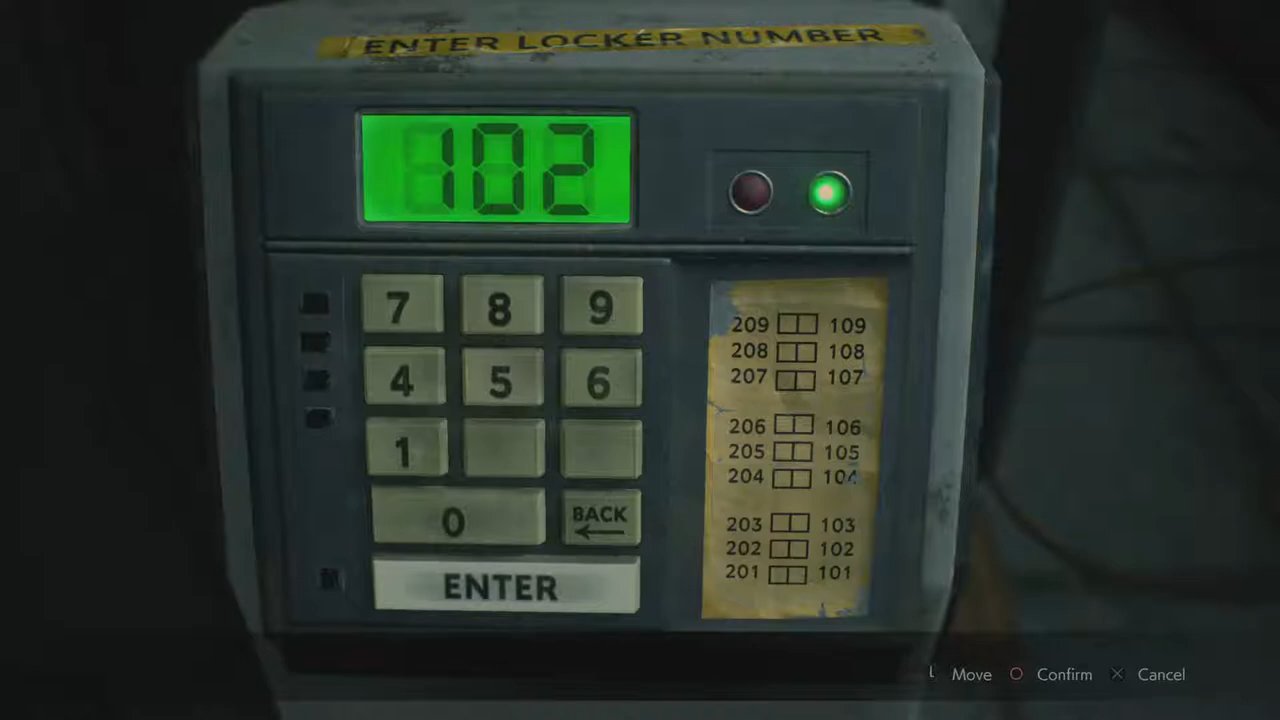 ENTER LOCKER NUMBER
102
7 8 9
4 5 6
1
0 BACK
ENTER
209 109
208 108
207 107
206 106
205 105
204 104
203 103
202 102
201 101
Move Confirm Cancel